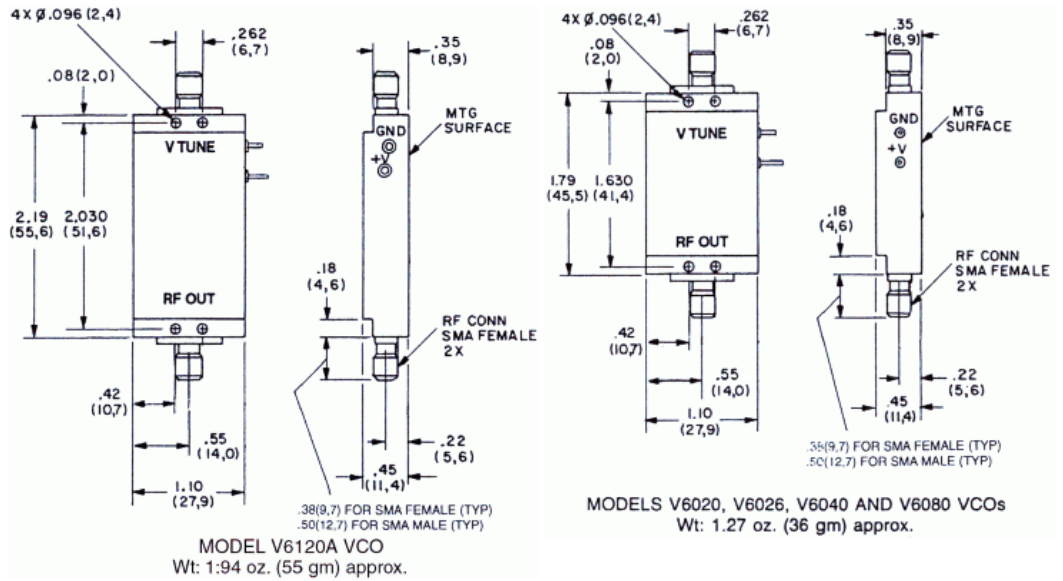 4X Ø.096(2,4)
.262
(6,7)
.08(2,0)
.35
(8,9)
V TUNE
GND
+V
MTG
SURFACE
2.19
(55,6)
2.030
(51,6)
.18
(4,6)
RF OUT
RF CONN
SMA FEMALE
2X
.42
(10,7)
.55
(14,0)
1.10
(27,9)
.22
(5,6)
.45
(11,4)
.38(9,7) FOR SMA FEMALE (TYP)
.50(12,7) FOR SMA MALE (TYP)
MODEL V6120A VCO
Wt: 1:94 oz. (55 gm) approx.
4X Ø.096(2,4)
.262
(6,7)
.08
(2,0)
.35
(8,9)
V TUNE
GND
+V
MTG
SURFACE
1.79
(45,5)
1.630
(41,4)
.18
(4,6)
RF OUT
RF CONN
SMA FEMALE
2X
.42
(10,7)
.55
(14,0)
1.10
(27,9)
.22
(5,6)
.45
(11,4)
.38(9,7) FOR SMA FEMALE (TYP)
.50(12,7) FOR SMA MALE (TYP)
MODELS V6020, V6026, V6040 AND V6080 VCOs
Wt: 1.27 oz. (36 gm) approx.